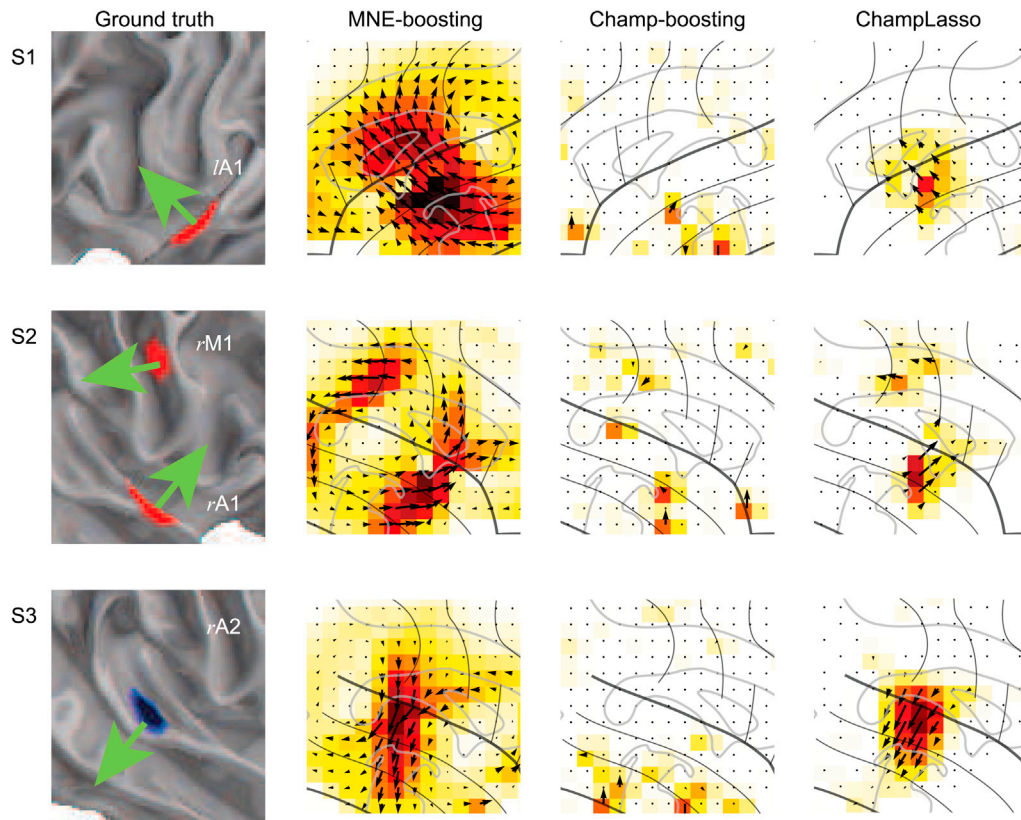 Ground truth MNE-boosting Champ-boosting ChampLasso
S1
lA1
S2
rM1
rA1
S3
rA2